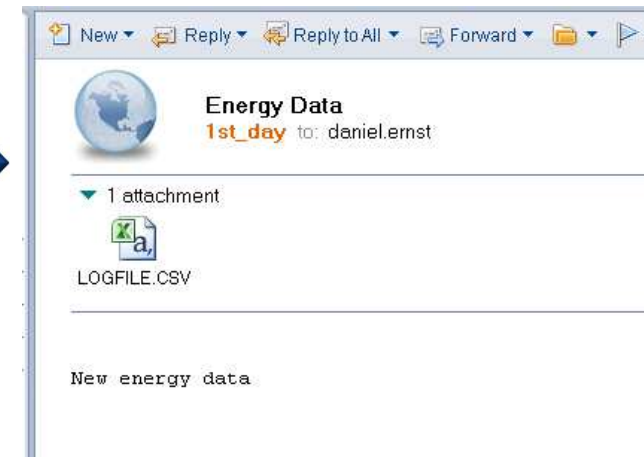 New Reply Reply to All Forward
Energy Data
1st_day to: daniel.ernst
1 attachment
a,
LOGFILE.CSV
New energy data